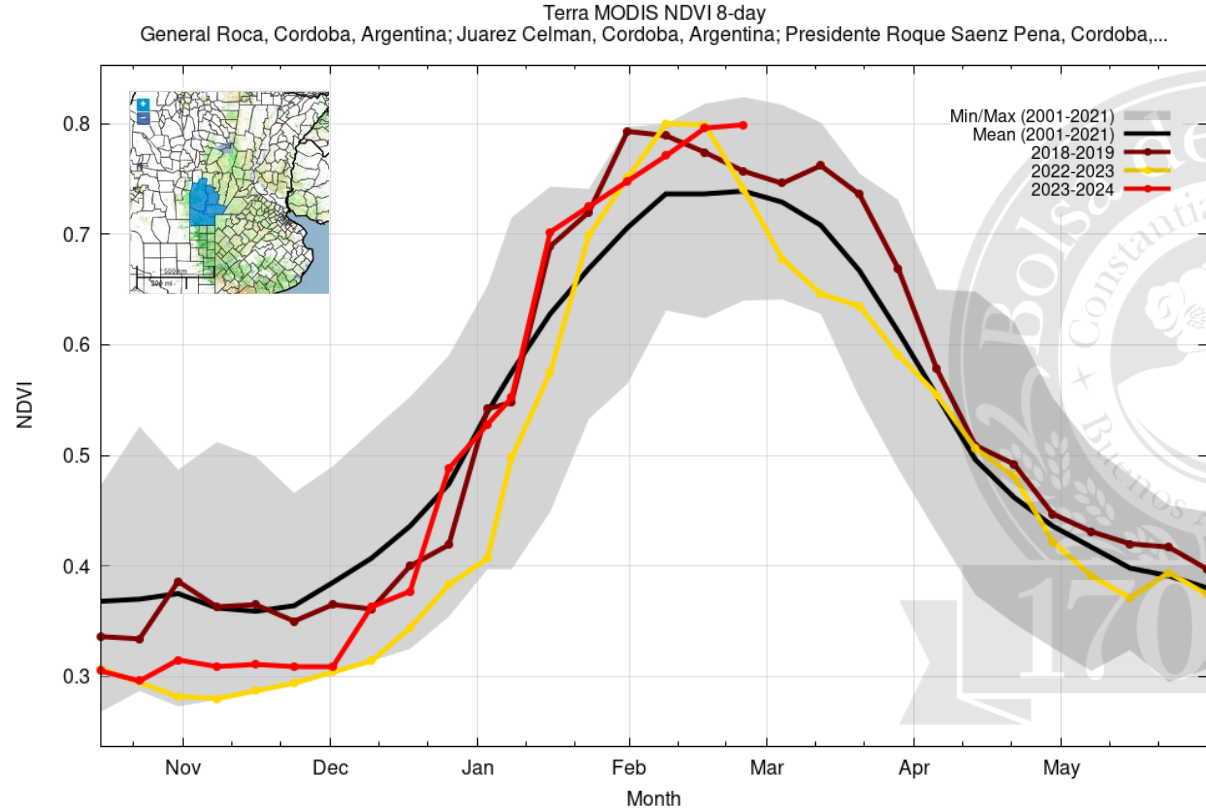 Terra MODIS NDVI 8-day
General Roca, Cordoba, Argentina; Juarez Celman, Cordoba, Argentina; Presidente Roque Saenz Pena, Cordoba,...
+
500 km
Min/Max (2001-2021)
Mean (2001-2021)
2018-2019
2022-2023
2023-2024
Bolsa de
Constantia
Buenos A
170
0.8
0.7
0.6
0.5
0.4
0.3
NDVI
Nov
Dec
Jan
Feb
Mar
Apr
May
Month